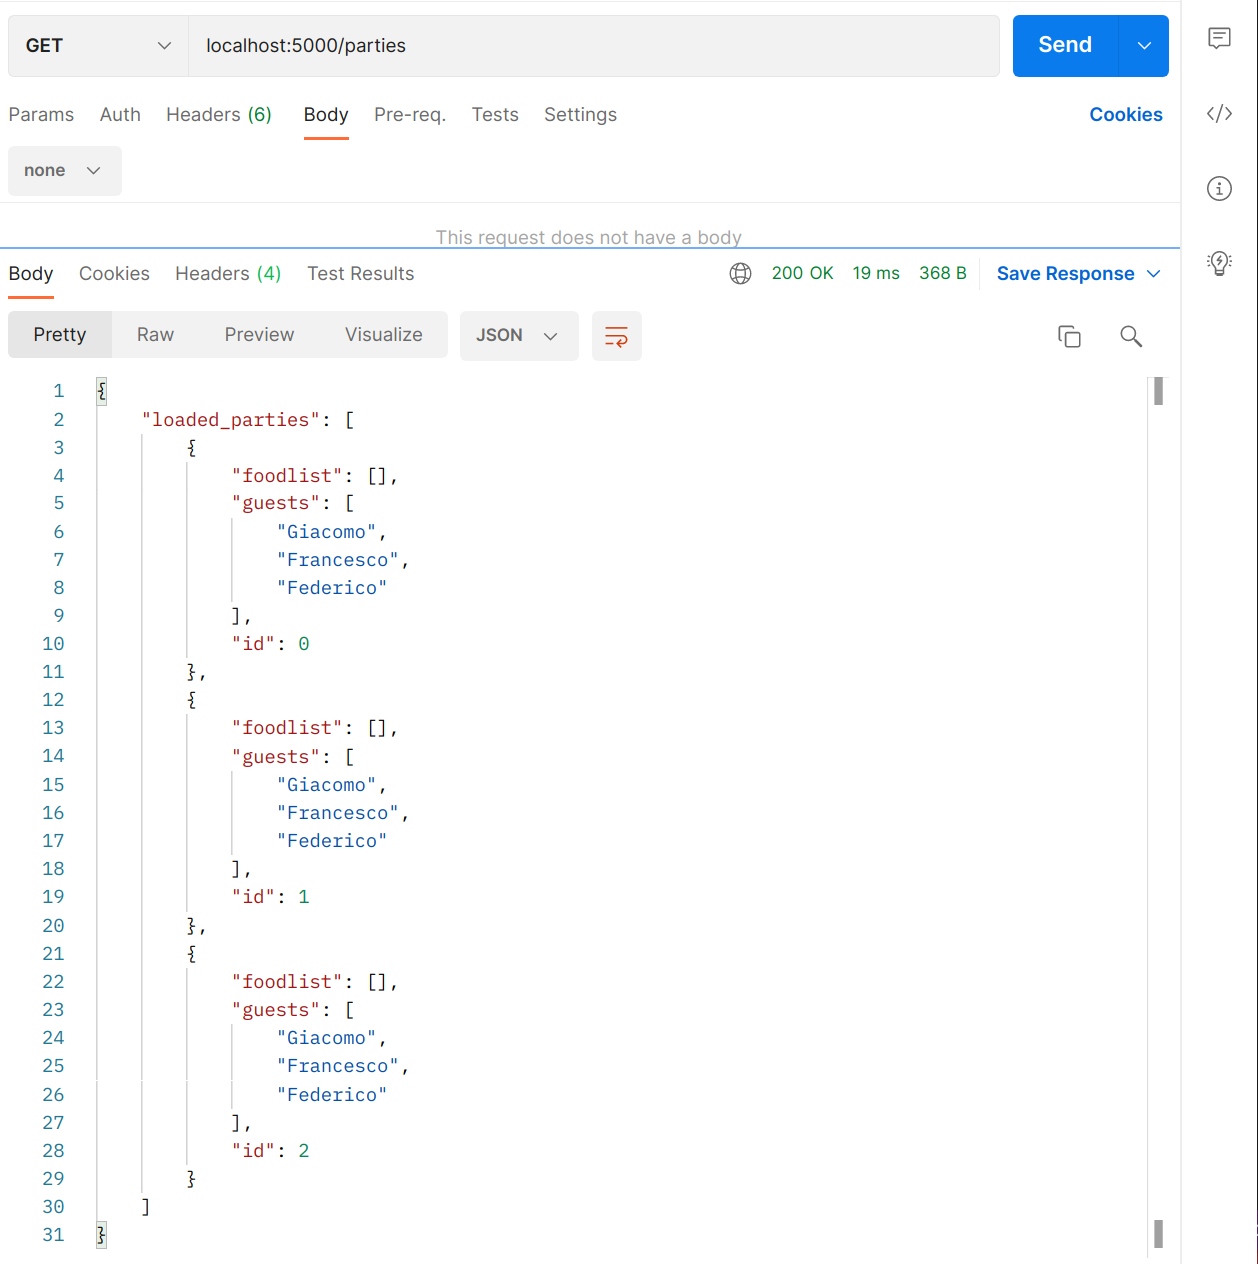 GET localhost:5000/parties Send
Params Auth Headers (6) Body Pre-req. Tests Settings Cookies
none
This request does not have a body
Body Cookies Headers (4) Test Results 200 OK 19 ms 368 B Save Response
Pretty Raw Preview Visualize JSON
1 {
2 "loaded_parties": [
3 {
4 "foodlist": [],
5 "guests": [
6 "Giacomo",
7 "Francesco",
8 "Federico"
9 ],
10 "id": 0
11 },
12 {
13 "foodlist": [],
14 "guests": [
15 "Giacomo",
16 "Francesco",
17 "Federico"
18 ],
19 "id": 1
20 },
21 {
22 "foodlist": [],
23 "guests": [
24 "Giacomo",
25 "Francesco",
26 "Federico"
27 ],
28 "id": 2
29 }
30 ]
31 }